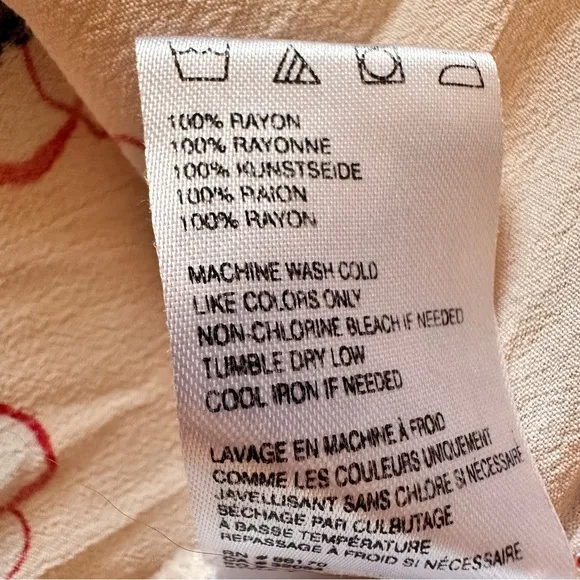 100% RAYON
100% RAYONNE
100% KUNSTSEIDE
100% RAION
100% RAYON
MACHINE WASH COLD
LIKE COLORS ONLY
NON-CHLORINE BLEACH IF NEEDED
TUMBLE DRY LOW
COOL IRON IF NEEDED
LAVAGE EN MACHINE À FROID
COMME LES COULEURS UNIQUEMENT
JAVELLISANT SANS CHLORE SI NÉCESSAIRE
SÉCHAGE PAR CULBUTAGE
À BASSE TEMPÉRATURE
REPASSAGE À FROID SI NÉCESSAIRE
RN #